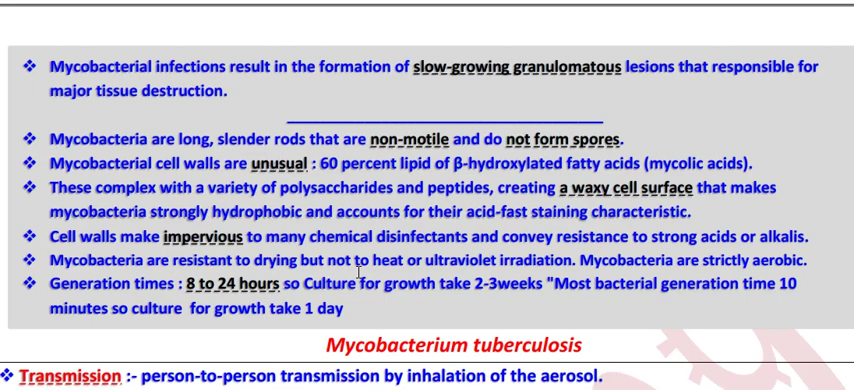 ❖ Mycobacterial infections result in the formation of slow-growing granulomatous lesions that responsible for
major tissue destruction.
❖ Mycobacteria are long, slender rods that are non-motile and do not form spores.
❖ Mycobacterial cell walls are unusual : 60 percent lipid of β-hydroxylated fatty acids (mycolic acids).
❖ These complex with a variety of polysaccharides and peptides, creating a waxy cell surface that makes
mycobacteria strongly hydrophobic and accounts for their acid-fast staining characteristic.
❖ Cell walls make impervious to many chemical disinfectants and convey resistance to strong acids or alkalis.
❖ Mycobacteria are resistant to drying but not to heat or ultraviolet irradiation. Mycobacteria are strictly aerobic.
❖ Generation times : 8 to 24 hours so Culture for growth take 2-3weeks "Most bacterial generation time 10
minutes so culture for growth take 1 day
Mycobacterium tuberculosis
❖ Transmission :- person-to-person transmission by inhalation of the aerosol.